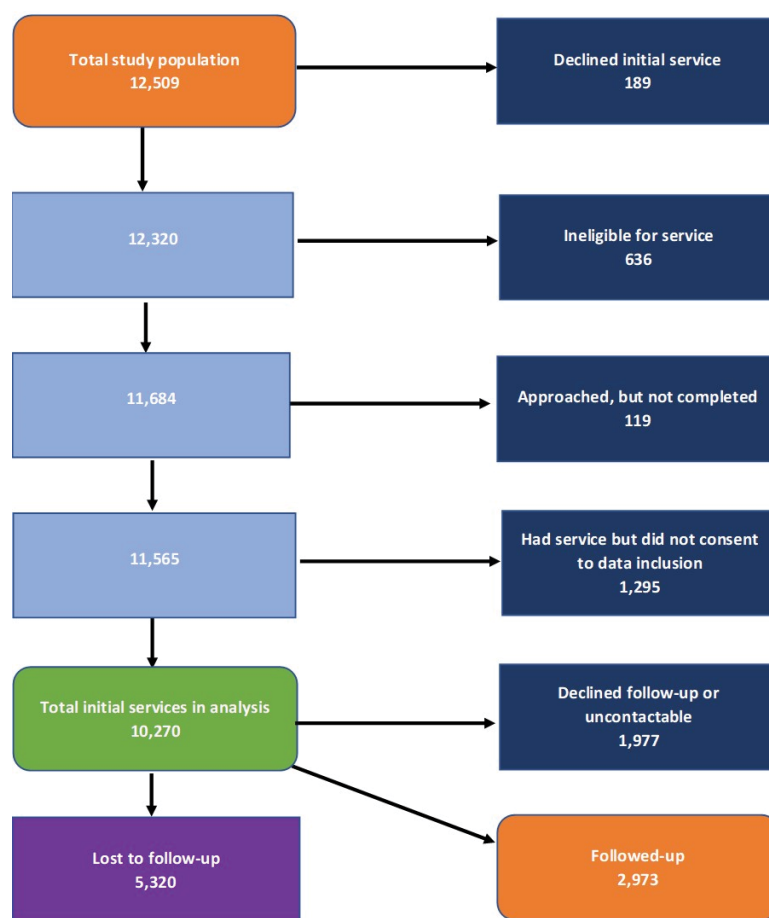 Total study population
12,509
Declined initial service
189
12,320
Ineligible for service
636
11,684
Approached, but not completed
119
11,565
Had service but did not consent
to data inclusion
1,295
Total initial services in analysis
10,270
Declined follow-up or
uncontactable
1,977
Lost to follow-up
5,320
Followed-up
2,973